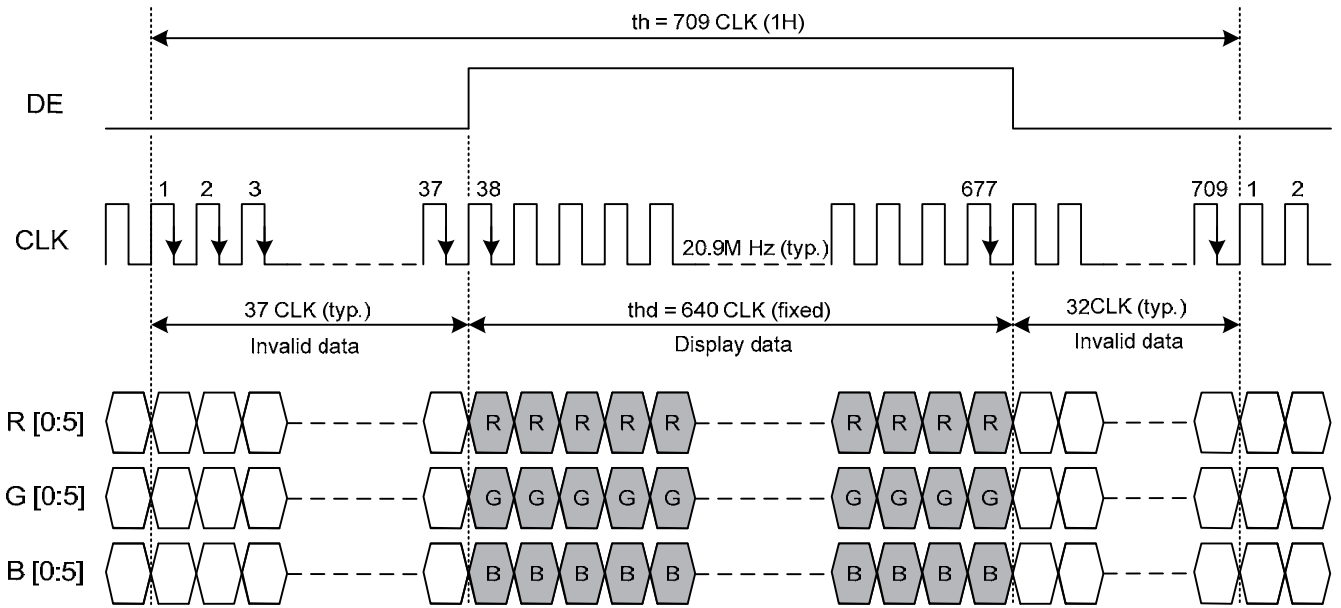 th = 709 CLK (1H)
DE
1 2 3 37 38 677 709 1 2
CLK
20.9M Hz (typ.)
37 CLK (typ.) thd = 640 CLK (fixed) 32CLK (typ.)
Invalid data Display data Invalid data
R [0:5] R R R R R R R R R
G [0:5] G G G G G G G G G
B [0:5] B B B B B B B B B